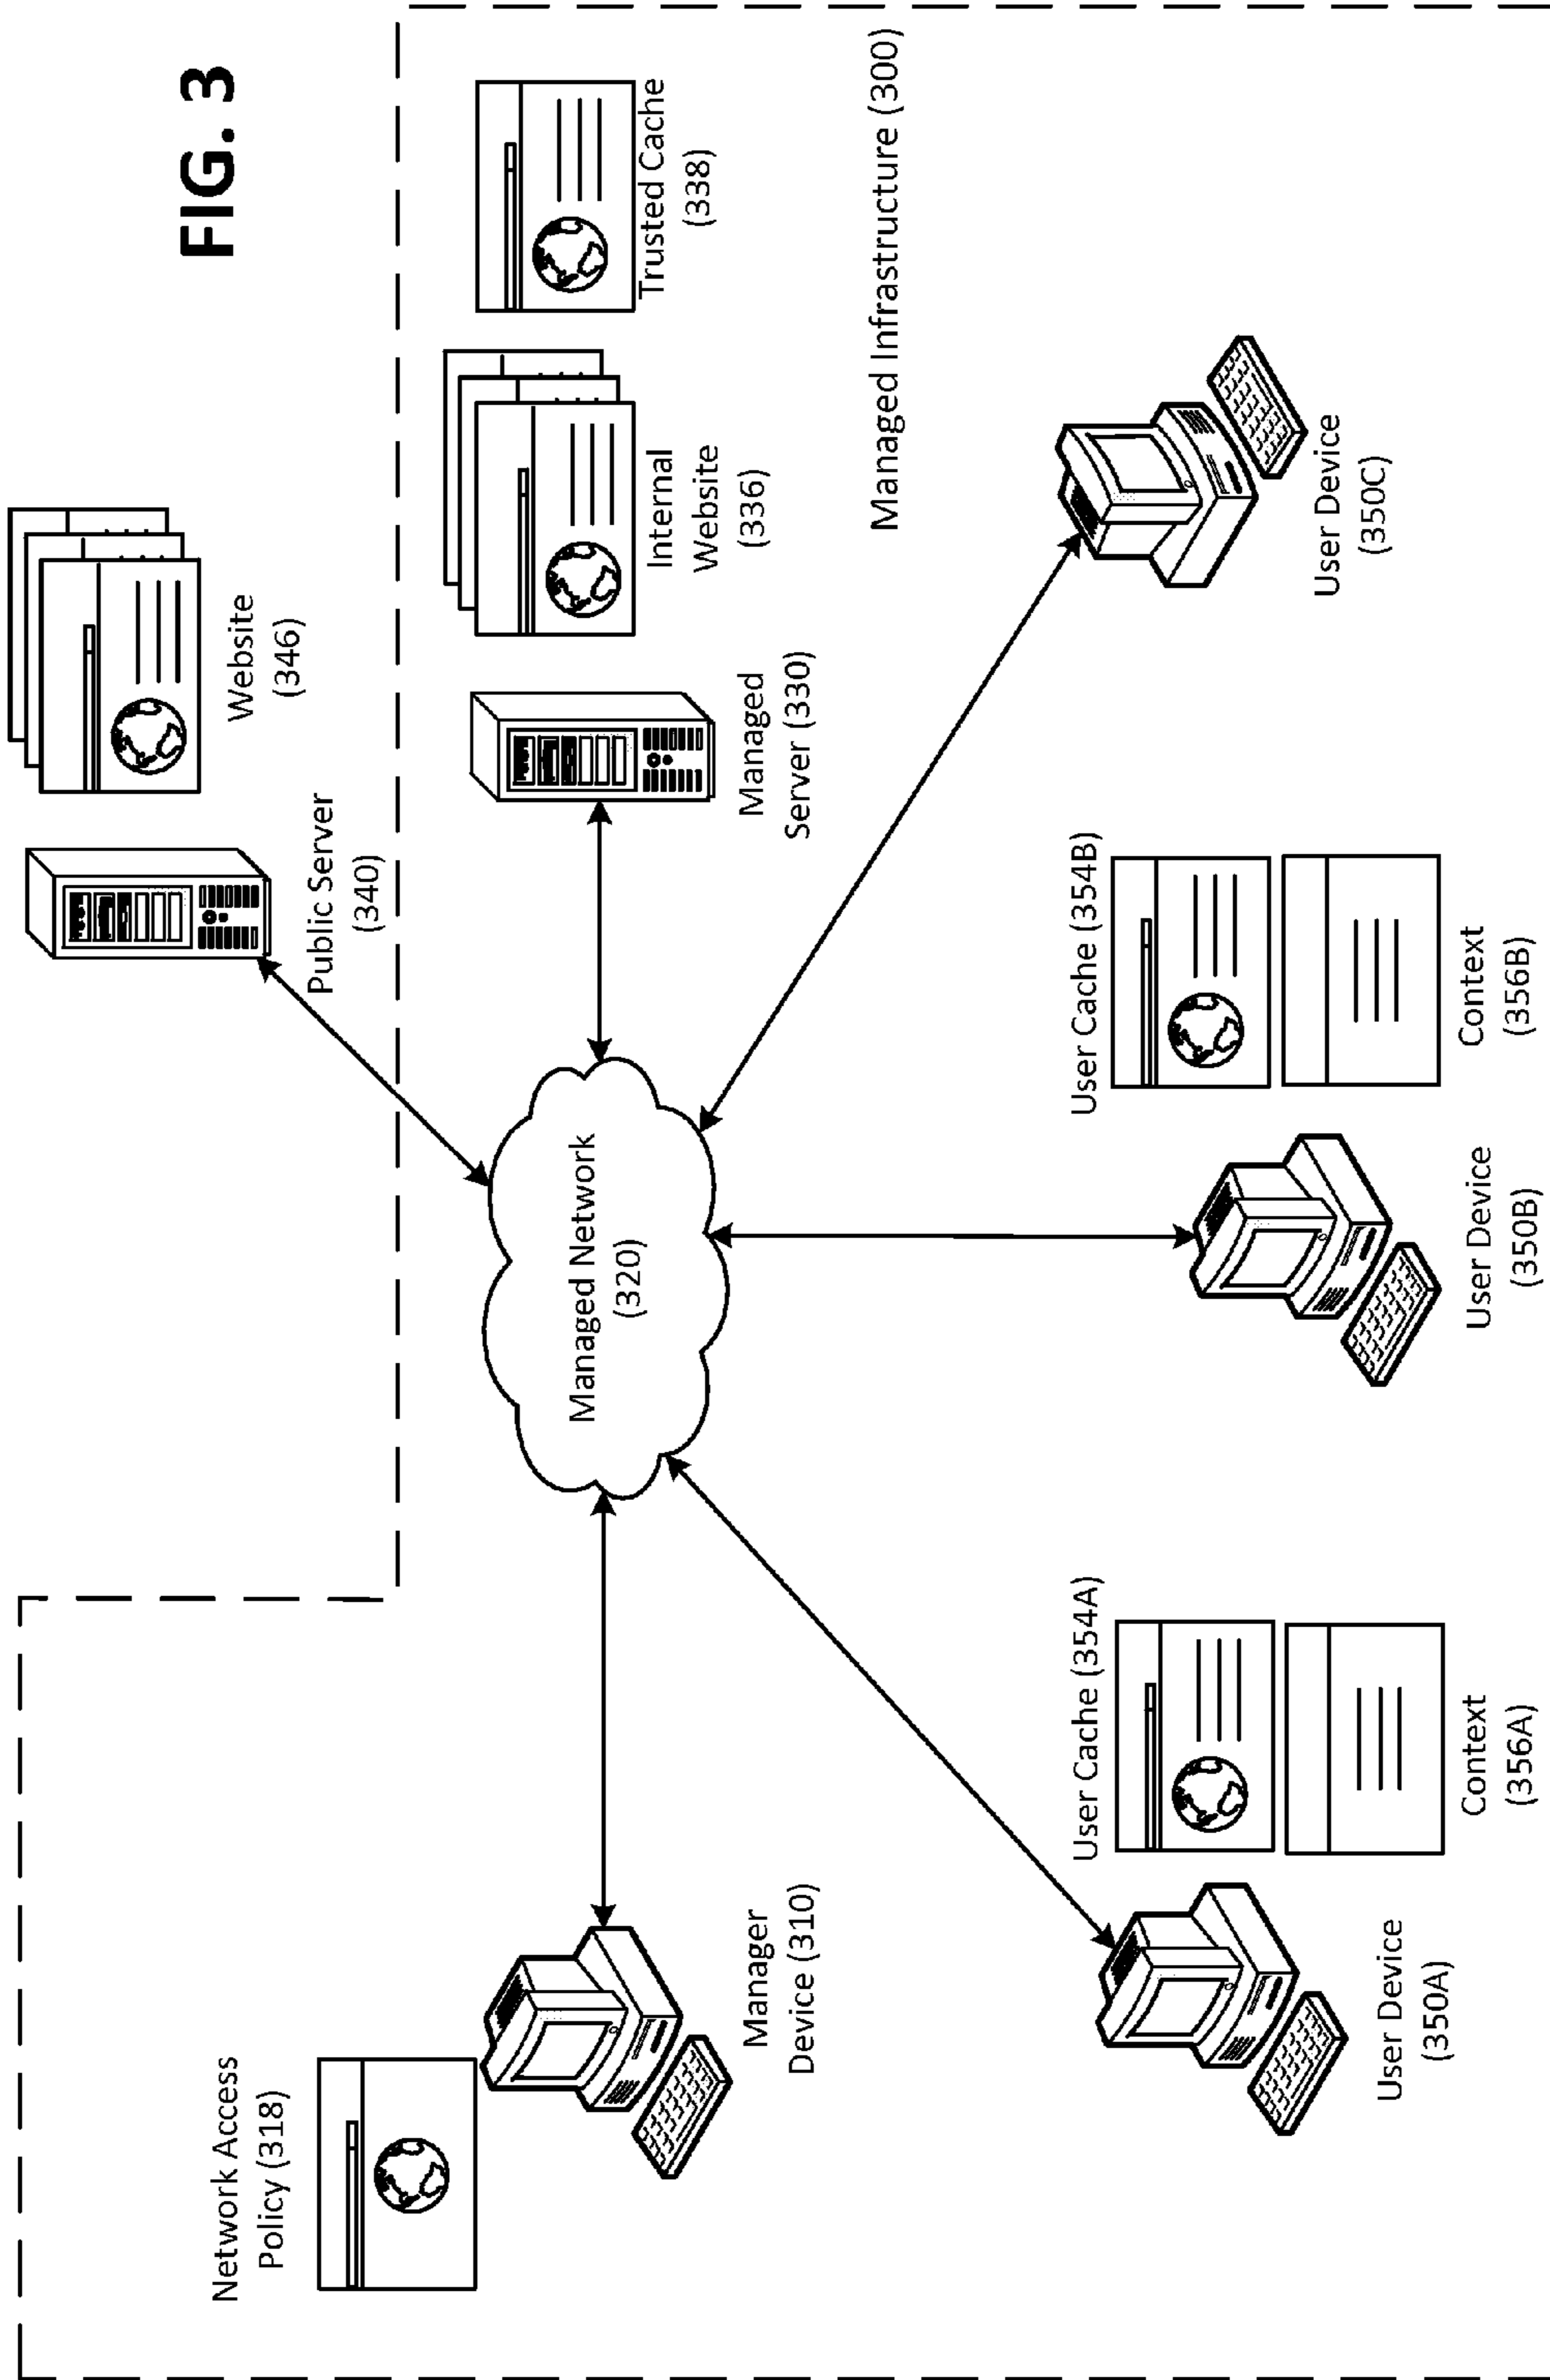 FIG. 3
Website
(346)
Public Server
(340)
Network Access
Policy (318)
Manager
Device (310)
Managed Network
(320)
Managed
Server (330)
Internal
Website
(336)
Trusted Cache
(338)
Managed Infrastructure (300)
User Cache (354A)
User Device
(350A)
Context
(356A)
User Cache (354B)
User Device
(350B)
Context
(356B)
User Device
(350C)